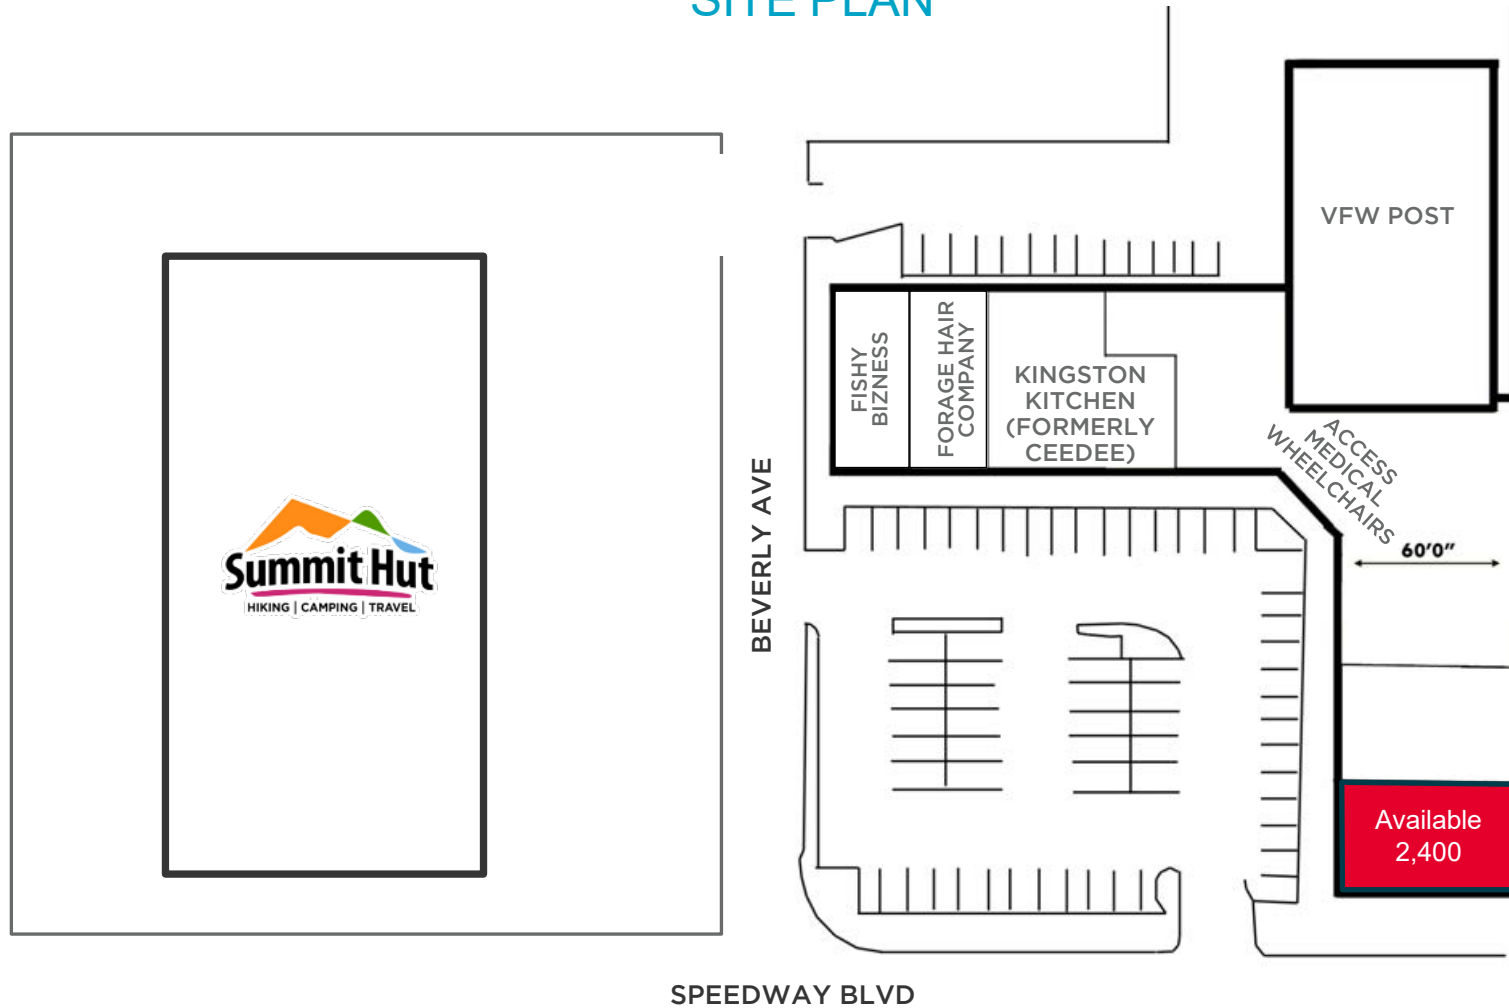 SITE PLAN
VFW POST
FISHY
BIZNESS
FORAGE HAIR
COMPANY
KINGSTON
KITCHEN
(FORMERLY
CEEDEE)
ACCESS
MEDICAL
WHEELCHAIRS
60'0"
BEVERLY AVE
Summit Hut
HIKING | CAMPING | TRAVEL
Available
2,400
SPEEDWAY BLVD